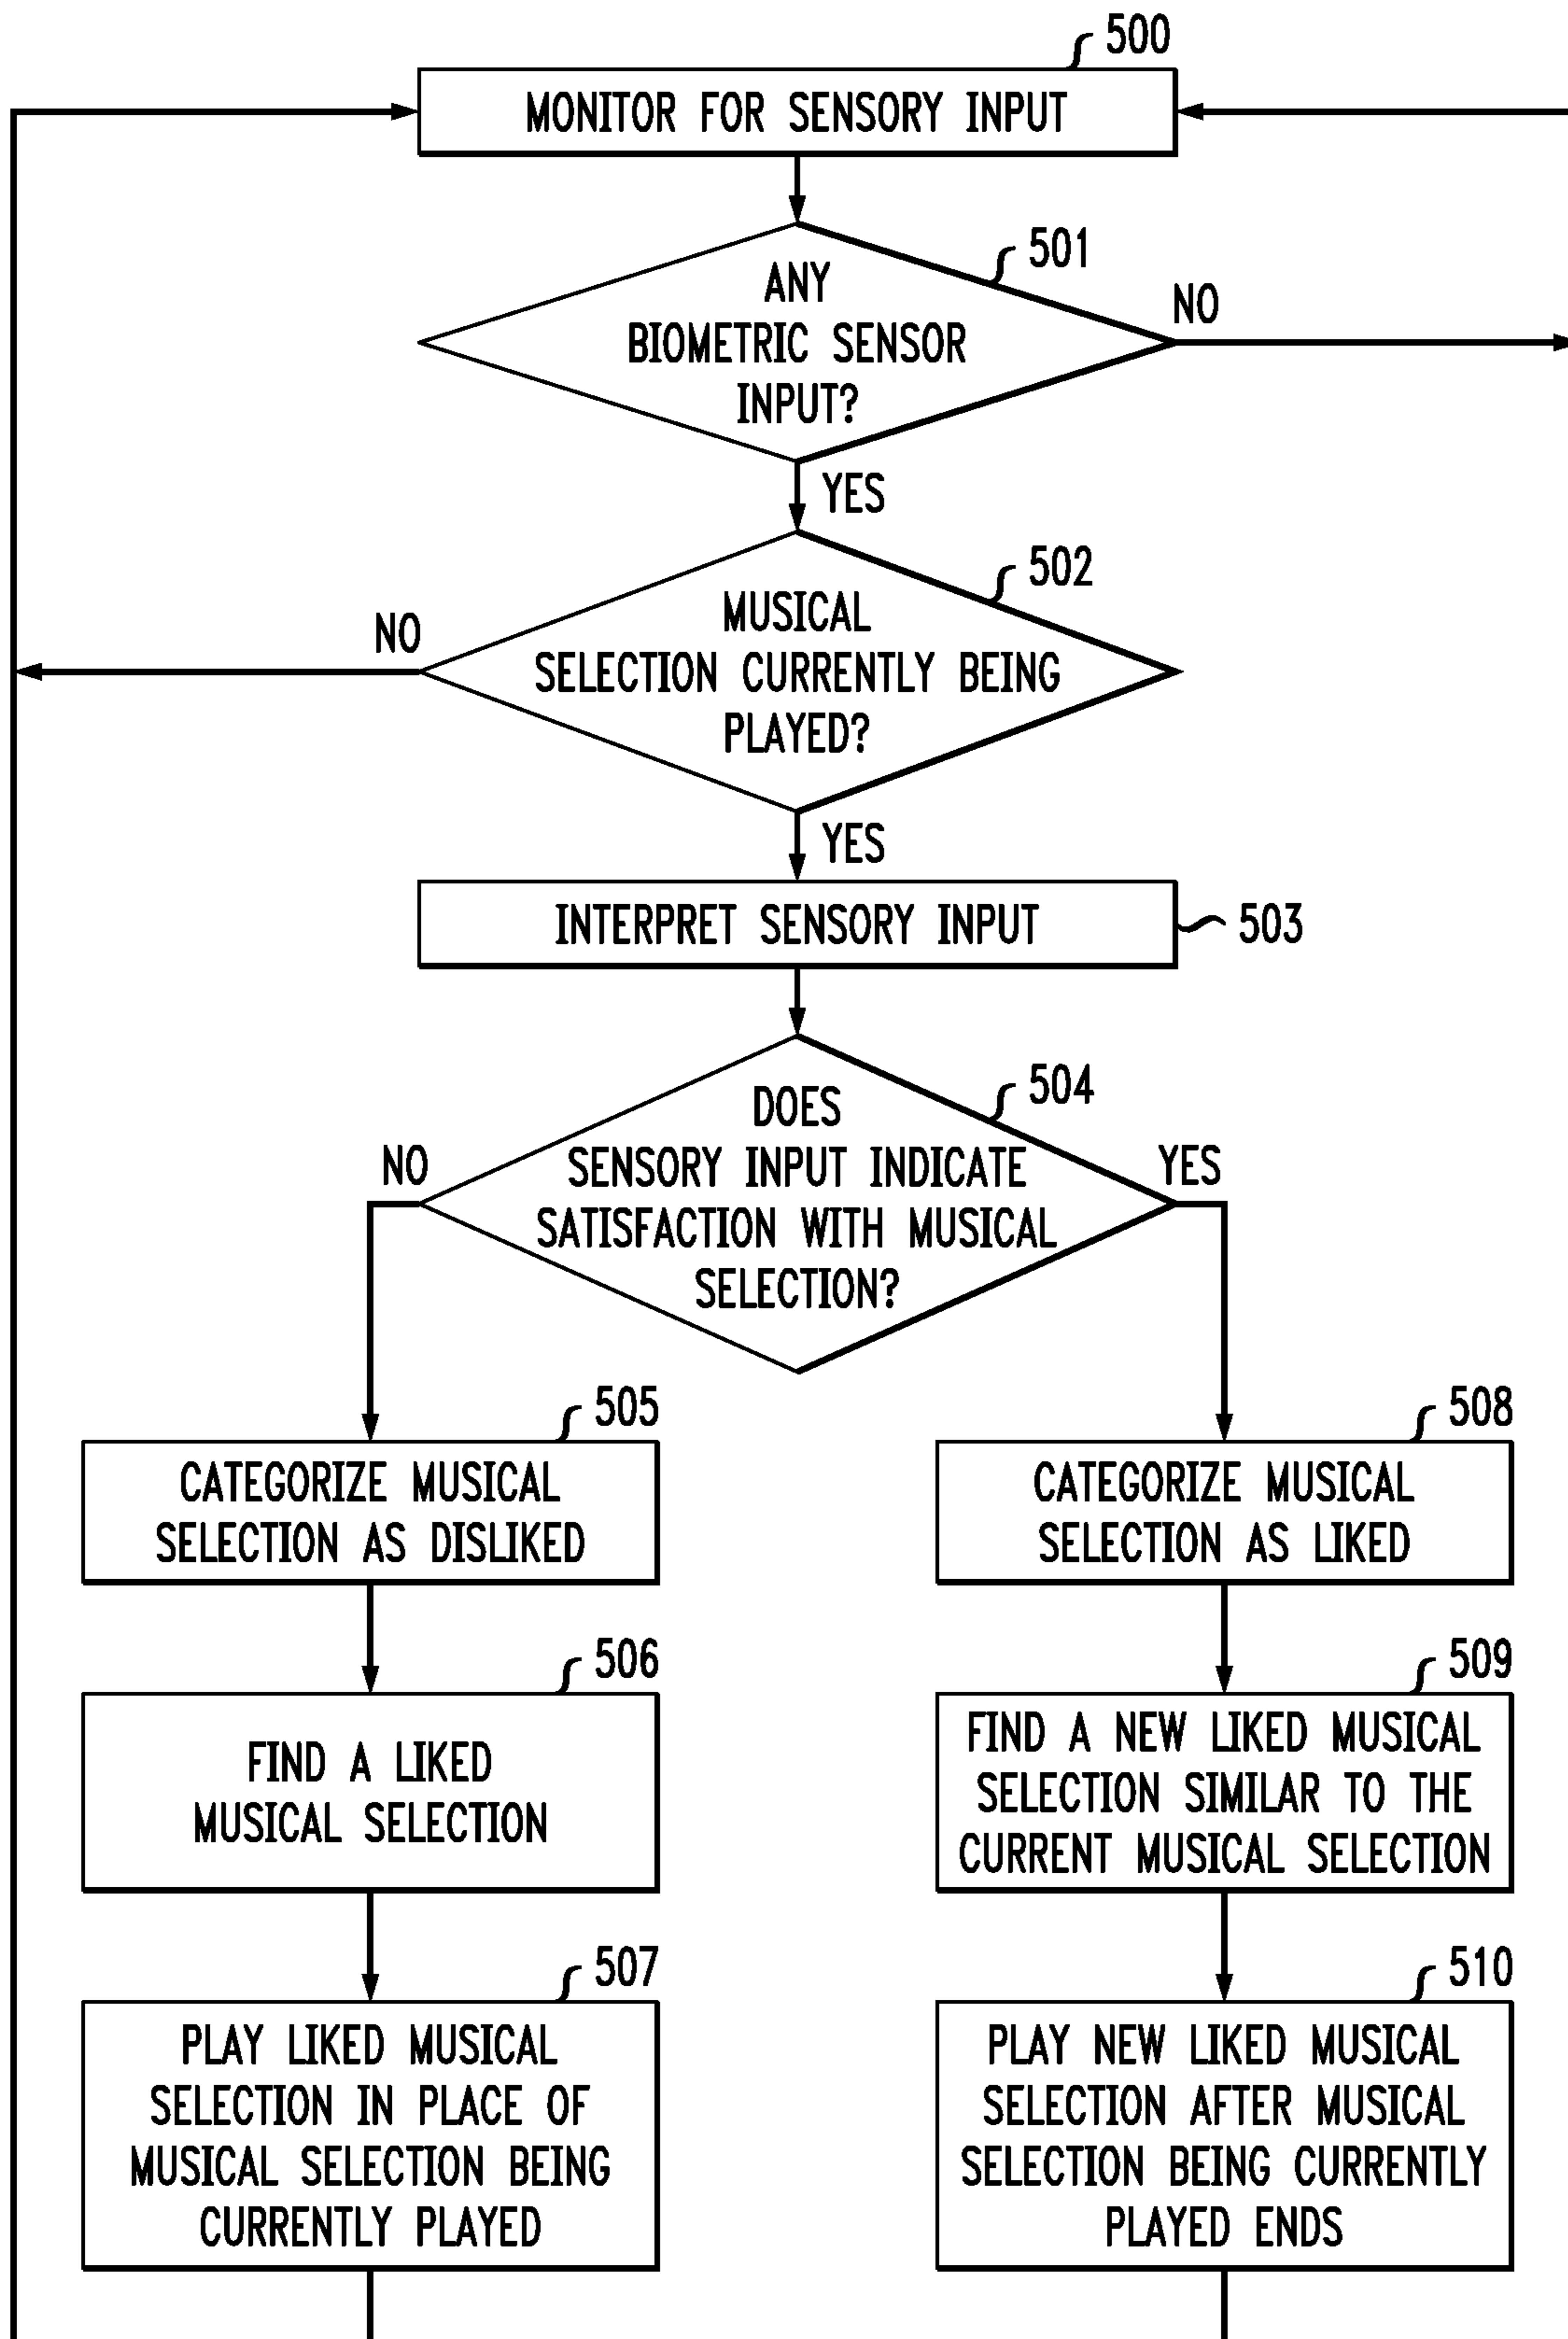 500
MONITOR FOR SENSORY INPUT
501
ANY
BIOMETRIC SENSOR
INPUT?
NO
YES
502
MUSICAL
SELECTION CURRENTLY BEING
PLAYED?
NO
YES
INTERPRET SENSORY INPUT
503
504
DOES
SENSORY INPUT INDICATE
SATISFACTION WITH MUSICAL
SELECTION?
NO
YES
505
CATEGORIZE MUSICAL
SELECTION AS DISLIKED
506
FIND A LIKED
MUSICAL SELECTION
507
PLAY LIKED MUSICAL
SELECTION IN PLACE OF
MUSICAL SELECTION BEING
CURRENTLY PLAYED
508
CATEGORIZE MUSICAL
SELECTION AS LIKED
509
FIND A NEW LIKED MUSICAL
SELECTION SIMILAR TO THE
CURRENT MUSICAL SELECTION
510
PLAY NEW LIKED MUSICAL
SELECTION AFTER MUSICAL
SELECTION BEING CURRENTLY
PLAYED ENDS